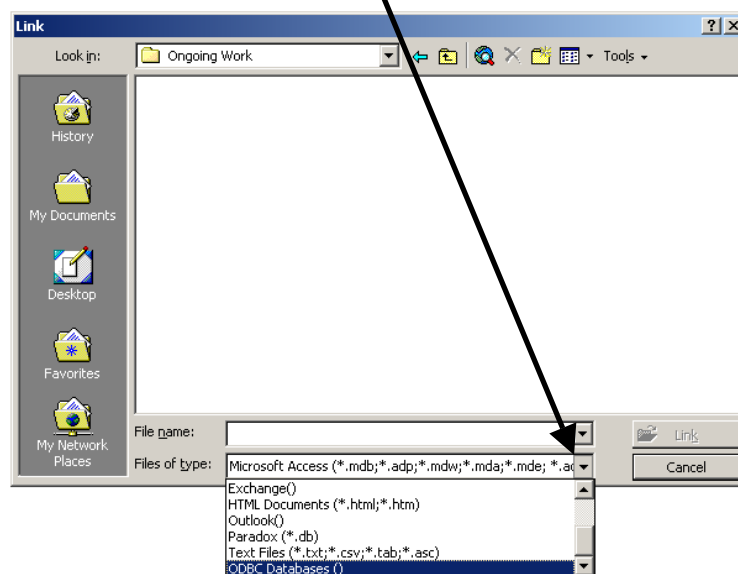 Link
Look in: Ongoing Work Tools
History
My Documents
Desktop
Favorites
My Network
Places
File name: Link
Files of type: Microsoft Access (*.mdb;*.adp;*.mdw;*.mda;*.mde; Cancel
Exchange()
HTML Documents (*.html;*.htm)
Outlook()
Paradox (*.db)
Text Files (*.txt;*.csv;*.tab;*.asc)
ODBC Databases ()